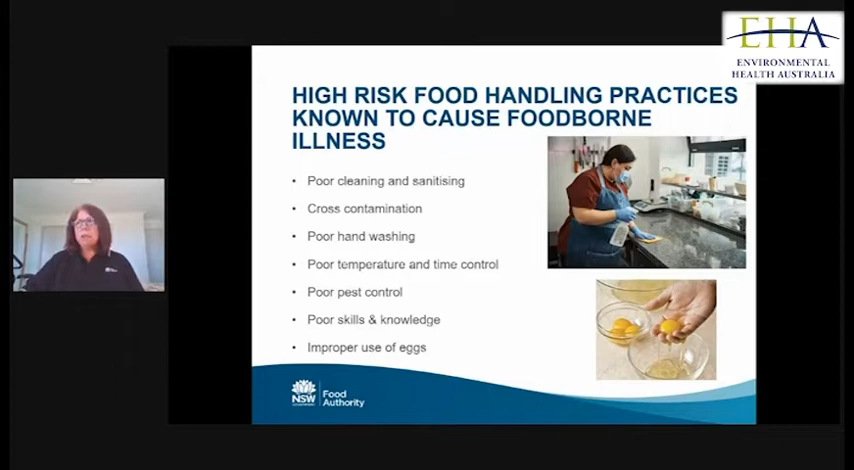 EHA
ENVIRONMENTAL
HEALTH AUSTRALIA
HIGH RISK FOOD HANDLING PRACTICES
KNOWN TO CAUSE FOODBORNE
ILLNESS
• Poor cleaning and sanitising
• Cross contamination
• Poor hand washing
• Poor temperature and time control
• Poor pest control
• Poor skills & knowledge
• Improper use of eggs
NSW
Food
Authority